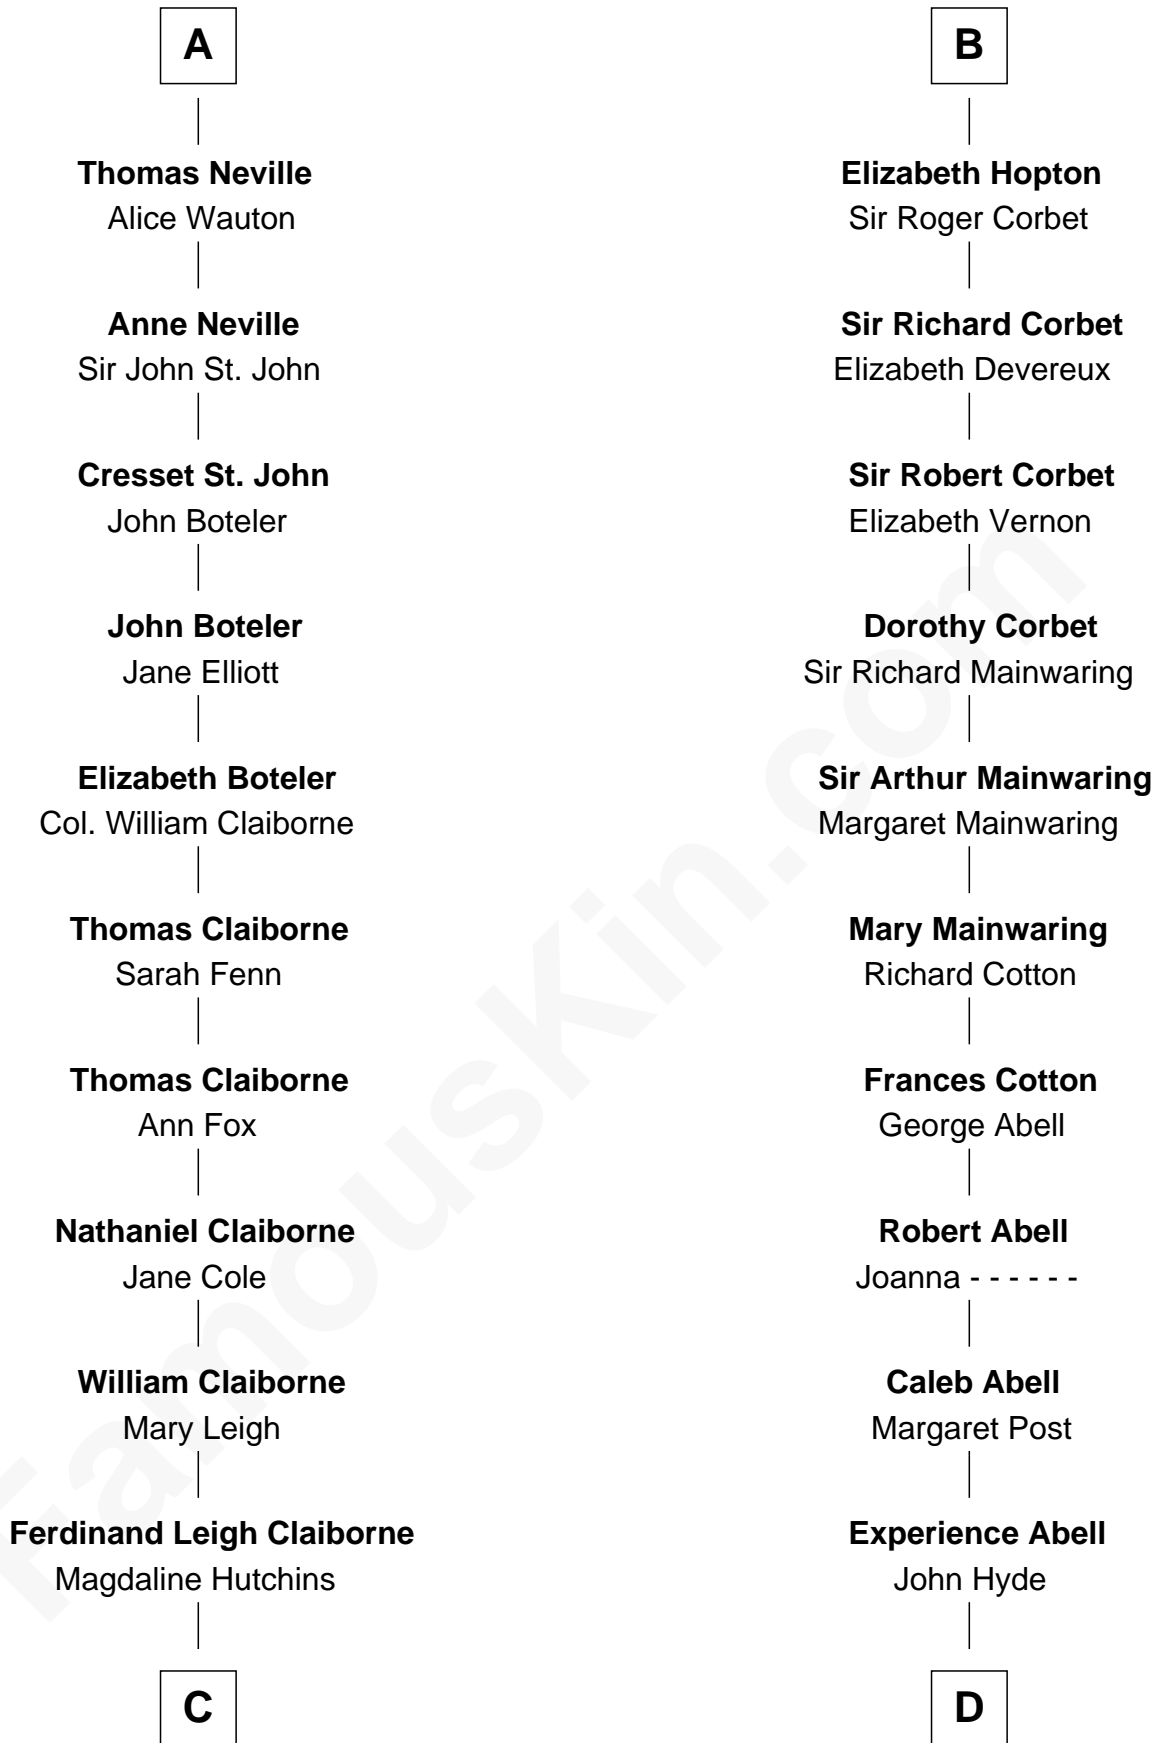 A
Thomas Neville
Alice Wauton
Anne Neville
Sir John St. John
Cresset St. John
John Boteler
John Boteler
Jane Elliott
Elizabeth Boteler
Col. William Claiborne
Thomas Claiborne
Sarah Fenn
Thomas Claiborne
Ann Fox
Nathaniel Claiborne
Jane Cole
William Claiborne
Mary Leigh
Ferdinand Leigh Claiborne
Magdaline Hutchins
C
B
Elizabeth Hopton
Sir Roger Corbet
Sir Richard Corbet
Elizabeth Devereux
Sir Robert Corbet
Elizabeth Vernon
Dorothy Corbet
Sir Richard Mainwaring
Sir Arthur Mainwaring
Margaret Mainwaring
Mary Mainwaring
Richard Cotton
Frances Cotton
George Abell
Robert Abell
Joanna - - - - - -
Caleb Abell
Margaret Post
Experience Abell
John Hyde
D
FamousKin.com